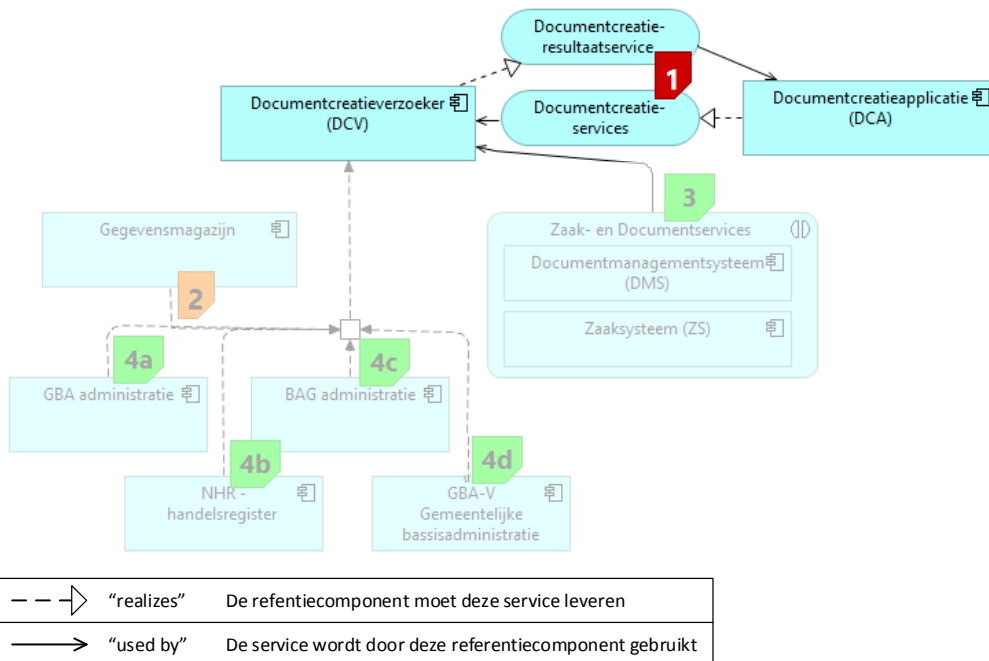 Documentcreatie-
resultaatservice
1
Documentcreatieverzoeker
(DCV)
Documentcreatie-
services
Documentcreatieapplicatie
(DCA)
3
Gegevensmagazijn
Zaak- en Documentservices
Documentmanagementsysteem
(DMS)
2
Zaaksysteem (ZS)
4a
4c
GBA administratie
BAG administratie
4b
4d
NHR -
handelsregister
GBA-V
Gemeentelijke
bassisadministratie
"realizes" De refentiecomponent moet deze service leveren
"used by" De service wordt door deze referentiecomponent gebruikt